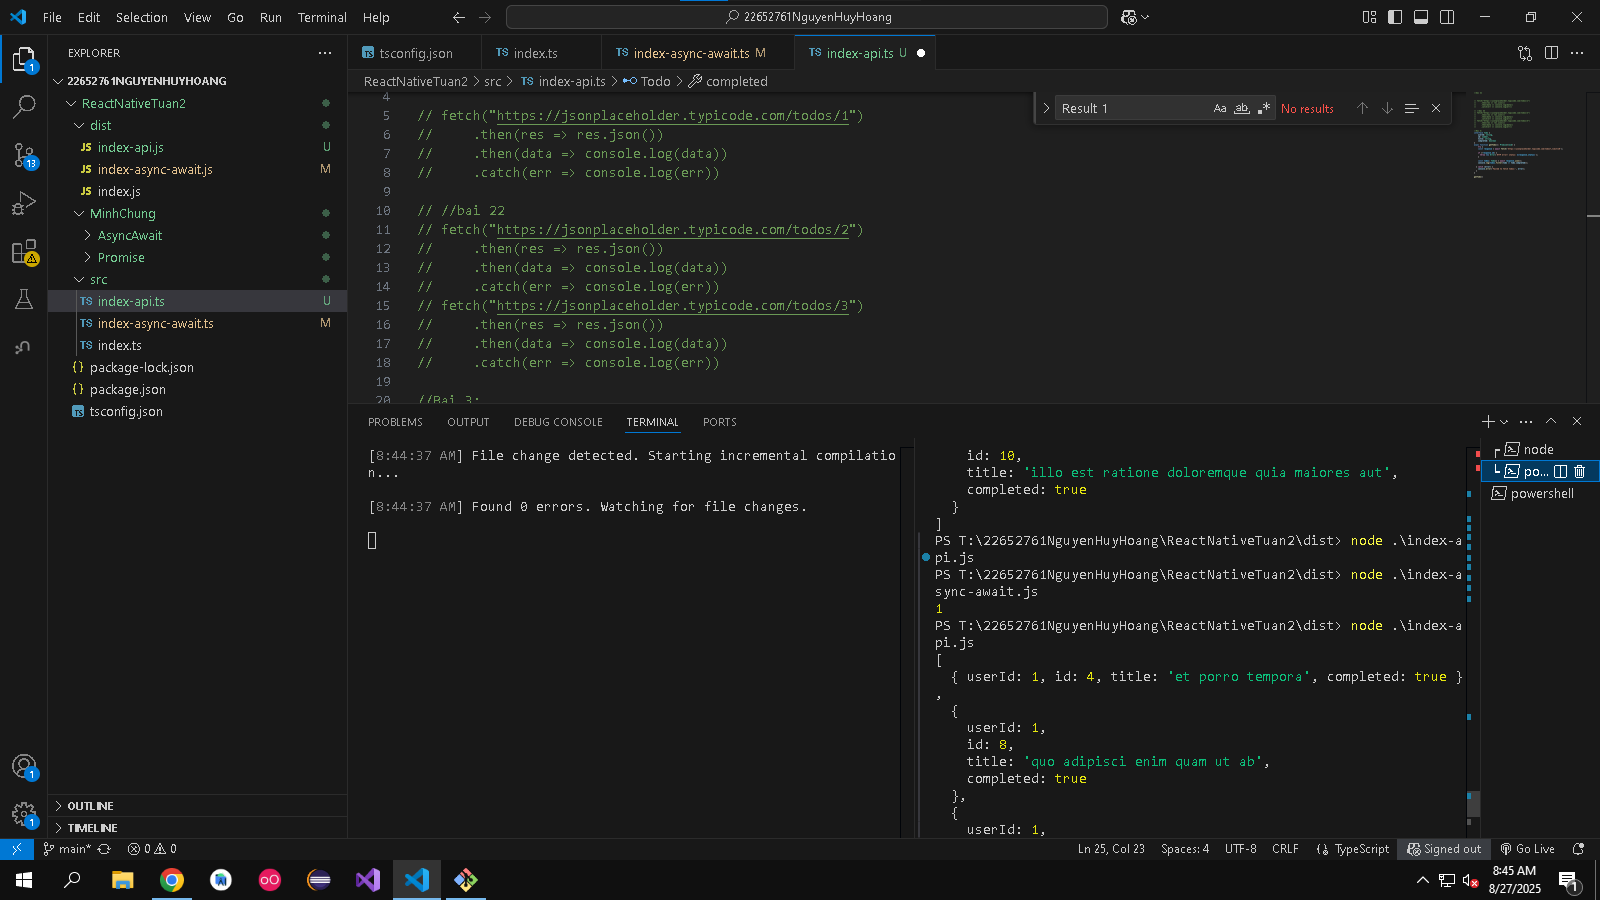 File Edit Selection View Go Run Terminal Help
22652761NguyenHuyHoang
EXPLORER
22652761NGUYENHUYHOANG
ReactNativeTuan2
dist
JS index-api.js U
JS index-async-await.js M
JS index.js
MinhChung
AsyncAwait
Promise
src
TS index-api.ts U
TS index-async-await.ts M
TS index.ts
{} package-lock.json
{} package.json
TS tsconfig.json
OUTLINE
TIMELINE
1
13
1
1
TS tsconfig.json
TS index.ts
TS index-async-await.ts M
TS index-api.ts U
ReactNativeTuan2 > src > TS index-api.ts > Todo > completed
Result 1 Aa ab No results
4
5 // fetch("https://jsonplaceholder.typicode.com/todos/1")
6 //     .then(res => res.json())
7 //     .then(data => console.log(data))
8 //     .catch(err => console.log(err))
9
10 // //bai 22
11 // fetch("https://jsonplaceholder.typicode.com/todos/2")
12 //     .then(res => res.json())
13 //     .then(data => console.log(data))
14 //     .catch(err => console.log(err))
15 // fetch("https://jsonplaceholder.typicode.com/todos/3")
16 //     .then(res => res.json())
17 //     .then(data => console.log(data))
18 //     .catch(err => console.log(err))
19
20 //Bai 3:
PROBLEMS OUTPUT DEBUG CONSOLE TERMINAL PORTS
[8:44:37 AM] File change detected. Starting incremental compilatio
n...
[8:44:37 AM] Found 0 errors. Watching for file changes.
id: 10,
title: 'illo est ratione doloremque quia maiores aut',
completed: true
}
]
PS T:\22652761NguyenHuyHoang\ReactNativeTuan2\dist> node .\index-a
pi.js
PS T:\22652761NguyenHuyHoang\ReactNativeTuan2\dist> node .\index-a
sync-await.js
1
PS T:\22652761NguyenHuyHoang\ReactNativeTuan2\dist> node .\index-a
pi.js
[
{ userId: 1, id: 4, title: 'et porro tempora', completed: true }
,
{
userId: 1,
id: 8,
title: 'quo adipisci enim quam ut ab',
completed: true
},
{
userId: 1,
node
po...
powershell
main* 0 0
Ln 25, Col 23 Spaces: 4 UTF-8 CRLF {} TypeScript Signed out Go Live
8:45 AM
8/27/2025
1